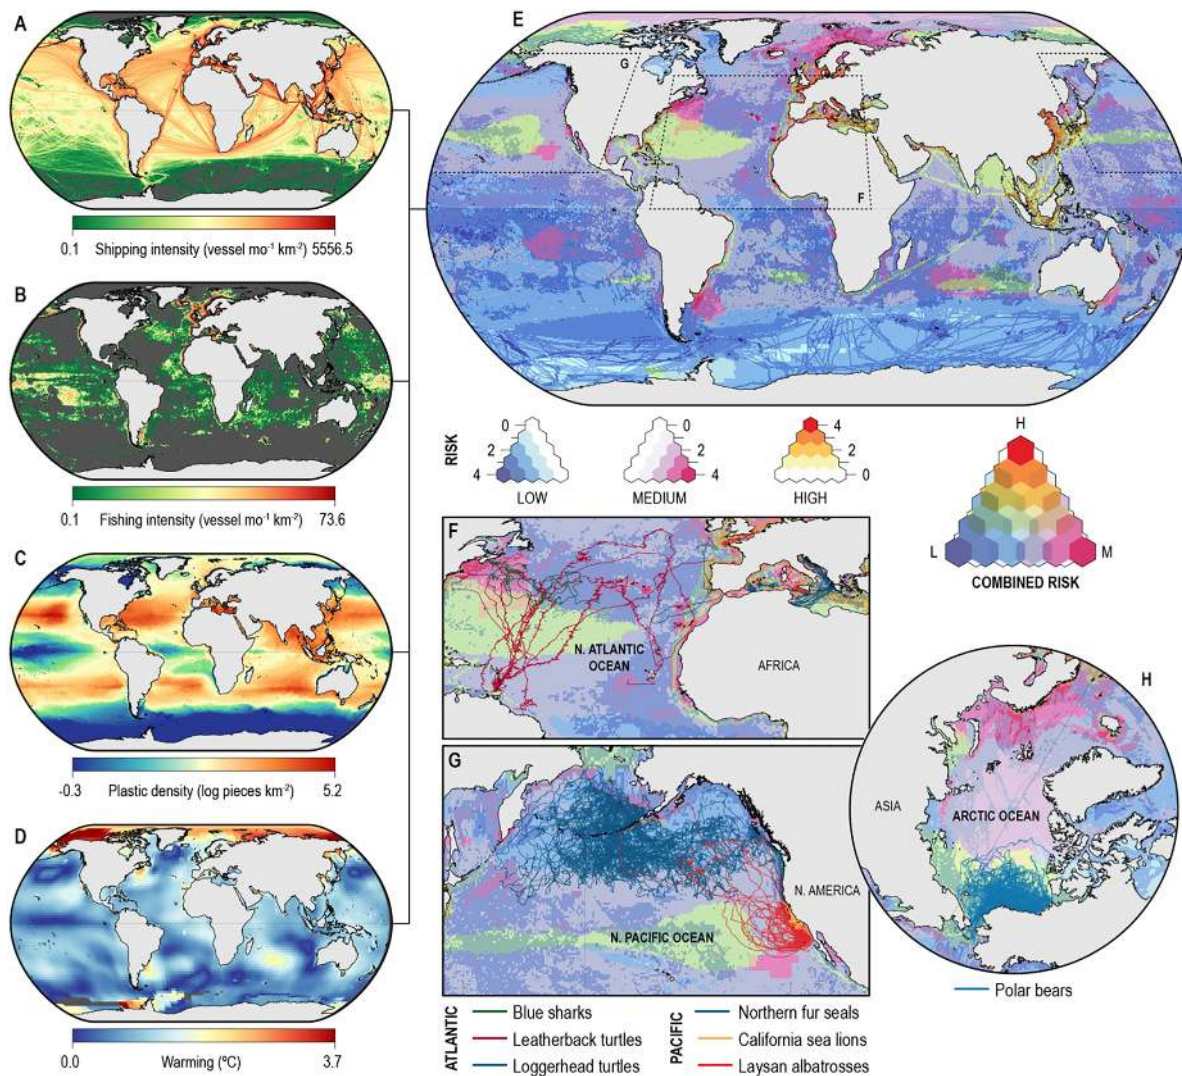 A
0.1 Shipping intensity (vessel mo⁻¹ km⁻²) 5556.5
B
0.1 Fishing intensity (vessel mo⁻¹ km⁻²) 73.6
C
-0.3 Plastic density (log pieces km⁻²) 5.2
D
0.0 Warming (ºC) 3.7
E
G
F
RISK
0
2
4
LOW
0
2
4
MEDIUM
4
2
0
HIGH
H
L
M
COMBINED RISK
F
N. ATLANTIC
OCEAN
AFRICA
G
N. AMERICA
N. PACIFIC OCEAN
H
ASIA
ARCTIC OCEAN
Polar bears
ATLANTIC
Blue sharks
Leatherback turtles
Loggerhead turtles
PACIFIC
Northern fur seals
California sea lions
Laysan albatrosses